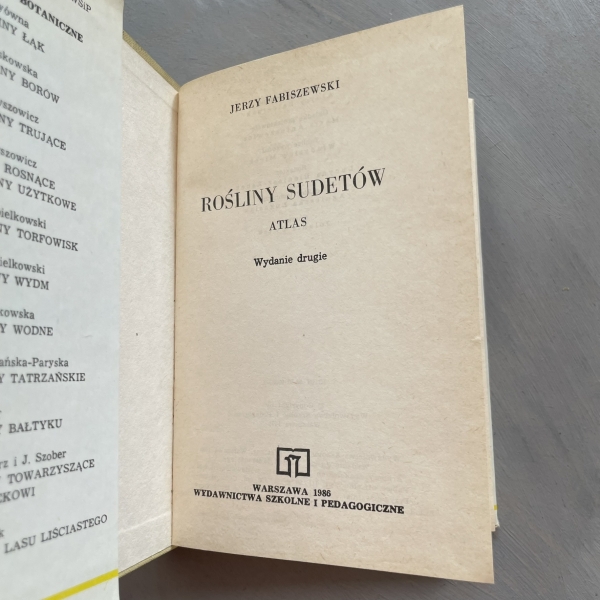 WSiP
BOTANICZNE
ŁĄK
BORÓW
TRUJĄCE
ROSNĄCE
UŻYTKOWE
TORFOWISK
WYDM
WODNE
TATRZAŃSKIE
BAŁTYKU
i J. Szober
TOWARZYSZĄCE
LASU LIŚCIASTEGO
JERZY FABISZEWSKI
ROŚLINY SUDETÓW
ATLAS
Wydanie drugie
WARSZAWA 1986
WYDAWNICTWA SZKOLNE I PEDAGOGICZNE